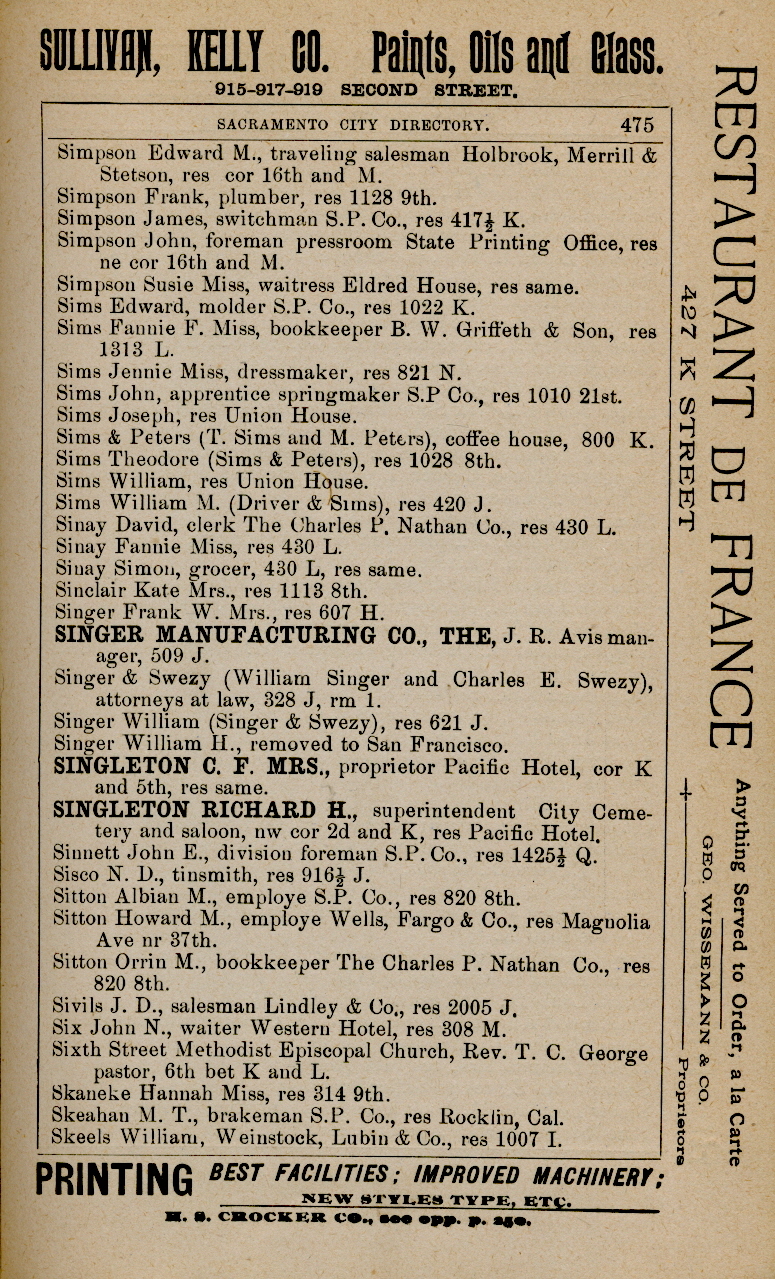 SULLIVAN, KELLY CO. Paints, Oils and Glass.
915-917-919 SECOND STREET.
SACRAMENTO CITY DIRECTORY. 475
Simpson Edward M., traveling salesman Holbrook, Merrill &
Stetson, res cor 16th and M.
Simpson Frank, plumber, res 1128 9th.
Simpson James, switchman S.P. Co., res 417½ K.
Simpson John, foreman pressroom State Printing Office, res
ne cor 16th and M.
Simpson Susie Miss, waitress Eldred House, res same.
Sims Edward, molder S.P. Co., res 1022 K.
Sims Fannie F. Miss, bookkeeper B. W. Griffeth & Son, res
1313 L.
Sims Jennie Miss, dressmaker, res 821 N.
Sims John, apprentice springmaker S.P Co., res 1010 21st.
Sims Joseph, res Union House.
Sims & Peters (T. Sims and M. Peters), coffee house, 800 K.
Sims Theodore (Sims & Peters), res 1028 8th.
Sims William, res Union House.
Sims William M. (Driver & Sims), res 420 J.
Sinay David, clerk The Charles P. Nathan Co., res 430 L.
Sinay Fannie Miss, res 430 L.
Sinay Simon, grocer, 430 L, res same.
Sinclair Kate Mrs., res 1113 8th.
Singer Frank W. Mrs., res 607 H.
SINGER MANUFACTURING CO., THE, J. R. Avis man-
ager, 509 J.
Singer & Swezy (William Singer and Charles E. Swezy),
attorneys at law, 328 J, rm 1.
Singer William (Singer & Swezy), res 621 J.
Singer William H., removed to San Francisco.
SINGLETON C. F. MRS., proprietor Pacific Hotel, cor K
and 5th, res same.
SINGLETON RICHARD H., superintendent City Ceme-
tery and saloon, nw cor 2d and K, res Pacific Hotel.
Sinnett John E., division foreman S.P. Co., res 1425½ Q.
Sisco N. D., tinsmith, res 916½ J.
Sitton Albian M., employe S.P. Co., res 820 8th.
Sitton Howard M., employe Wells, Fargo & Co., res Magnolia
Ave nr 37th.
Sitton Orrin M., bookkeeper The Charles P. Nathan Co., res
820 8th.
Sivils J. D., salesman Lindley & Co., res 2005 J.
Six John N., waiter Western Hotel, res 308 M.
Sixth Street Methodist Episcopal Church, Rev. T. C. George
pastor, 6th bet K and L.
Skaneke Hannah Miss, res 314 9th.
Skeahan M. T., brakeman S.P. Co., res Rocklin, Cal.
Skeels William, Weinstock, Lubin & Co., res 1007 I.
PRINTING BEST FACILITIES; IMPROVED MACHINERY;
NEW STYLES TYPE, ETC.
H. S. CROCKER CO., see opp. p.
RESTAURANT DE FRANCE
427 K STREET
Anything Served to Order, a la Carte
GEO. WISSEMANN & CO.
Proprietors